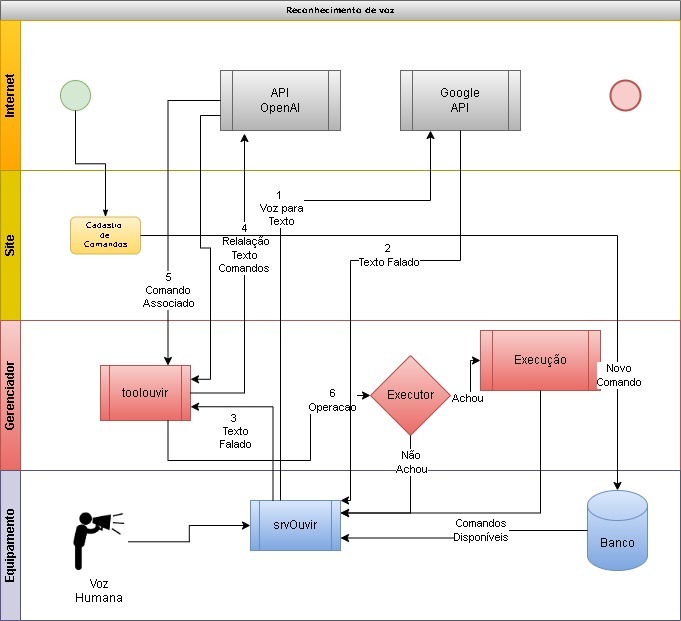 Reconhecimento de voz
Internet
API
OpenAI
Google
API
Site
Cadastro
de
Comandos
1
Voz para
Texto
4
Relalação
Texto
Comandos
2
Texto Falado
5
Comando
Associado
Gerenciador
toolouvir
3
Texto
Falado
6
Operacao
Executor
Achou
Execução
Novo
Comando
Não
Achou
Equipamento
Voz
Humana
srvOuvir
Comandos
Disponíveis
Banco